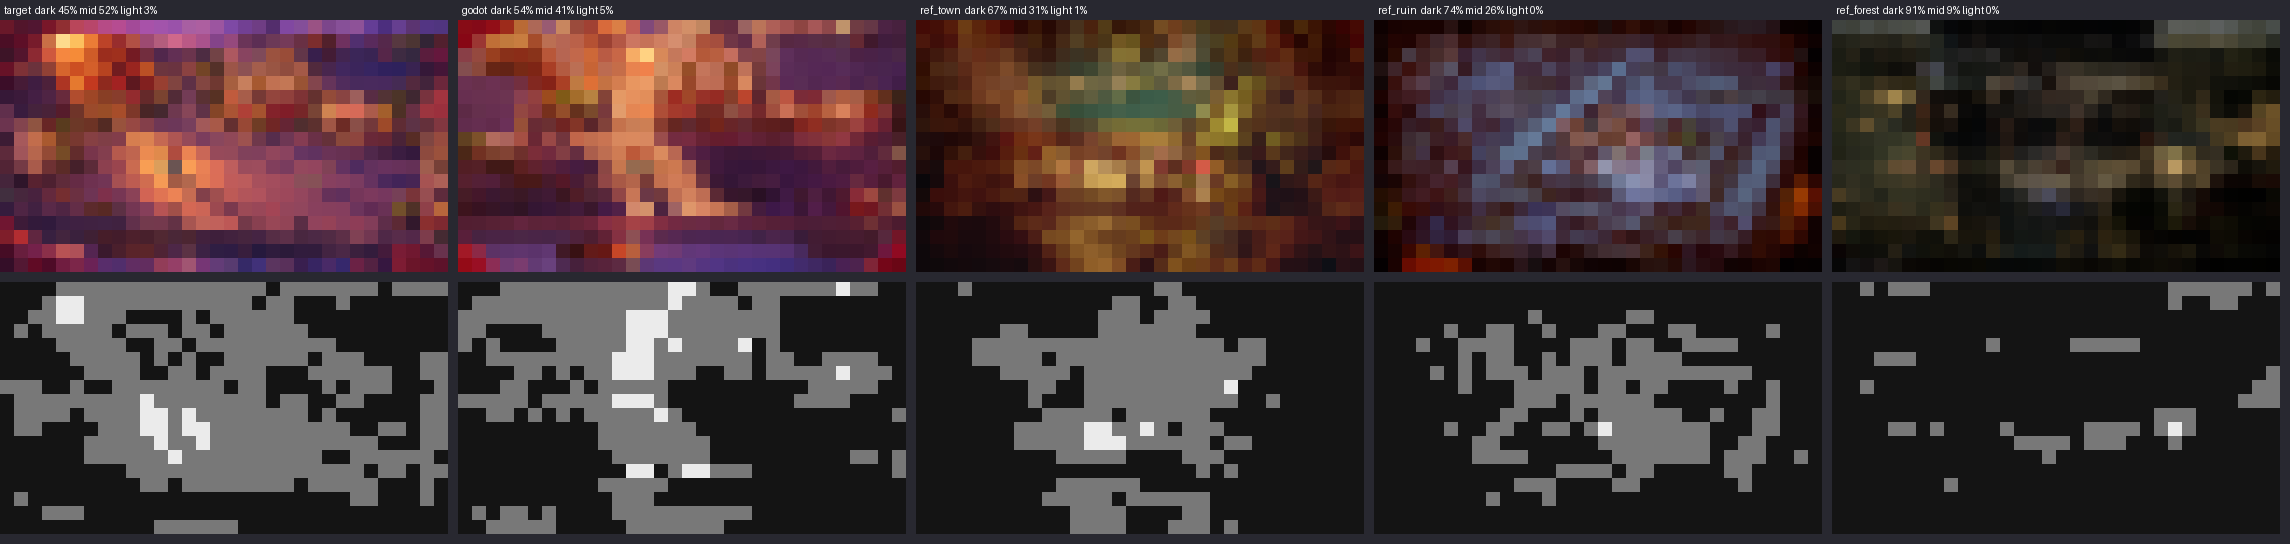 target dark 45% mid 52% light 3%
godot dark 54% mid 41% light 5%
ref_town dark 67% mid 31% light 1%
ref_ruin dark 74% mid 26% light 0%
ref_forest dark 91% mid 9% light 0%